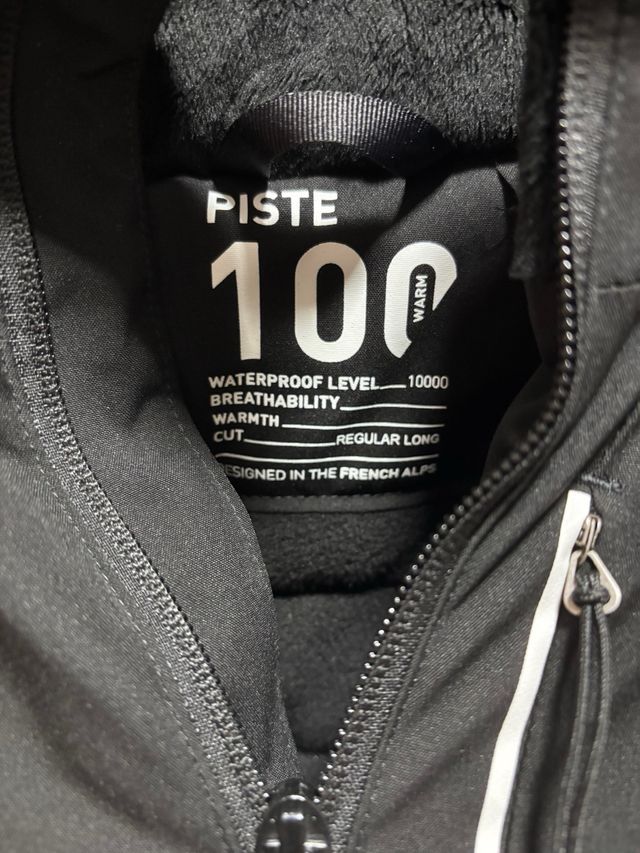 PISTE
100
WARM
WATERPROOF LEVEL 10000
BREATHABILITY
WARMTH
CUT REGULAR LONG
DESIGNED IN THE FRENCH ALPS